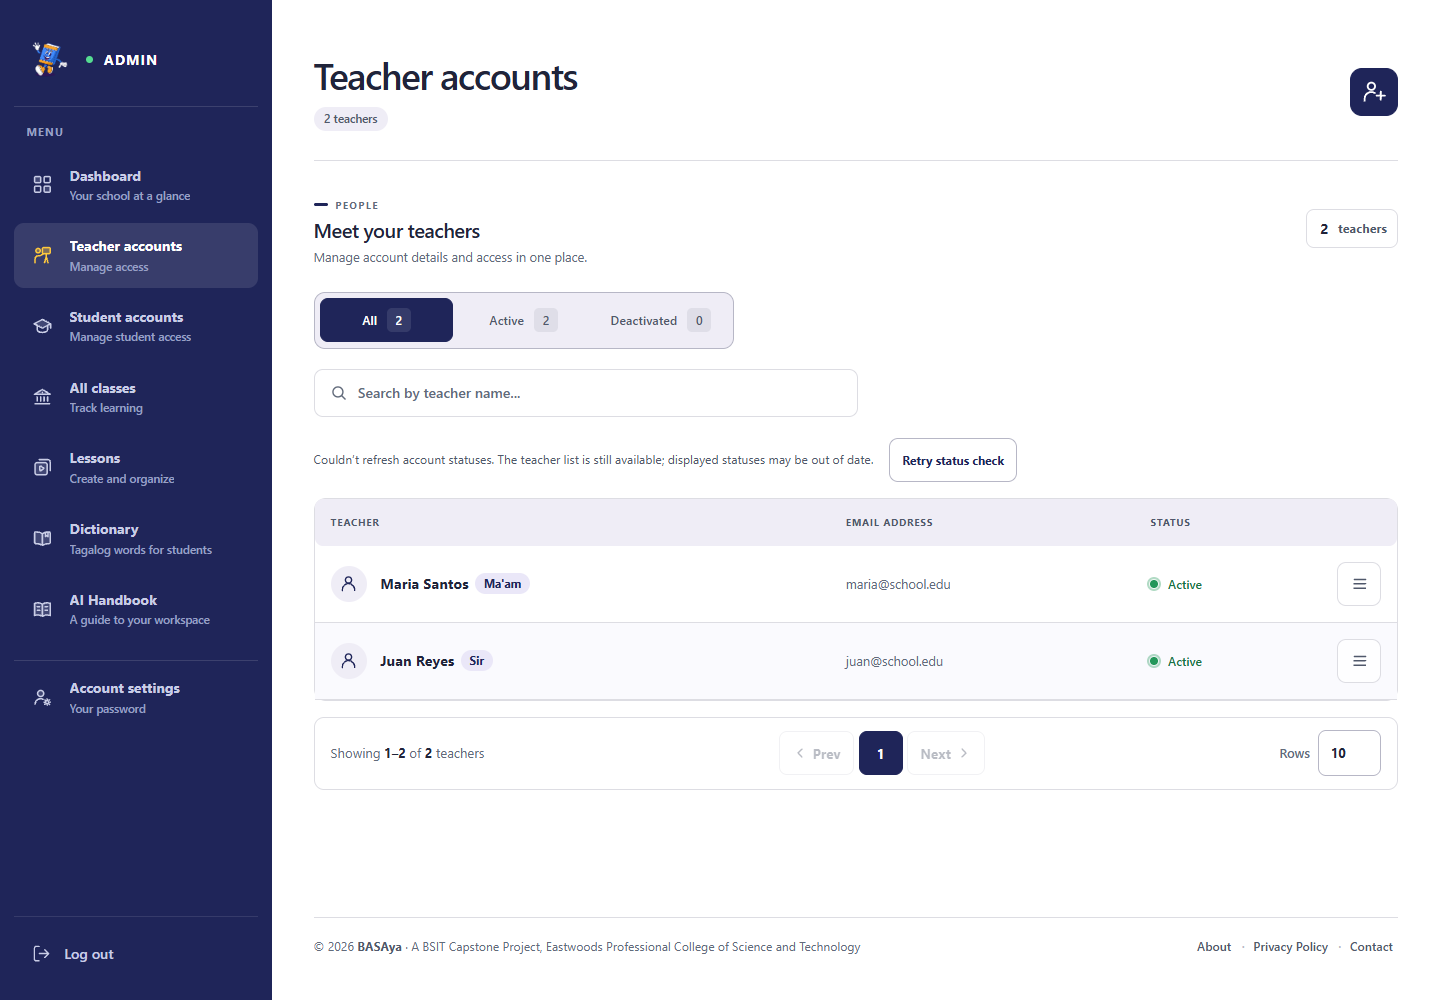 ADMIN
MENU
Dashboard
Your school at a glance
Teacher accounts
Manage access
Student accounts
Manage student access
All classes
Track learning
Lessons
Create and organize
Dictionary
Tagalog words for students
AI Handbook
A guide to your workspace
Account settings
Your password
Log out
Teacher accounts
2 teachers
PEOPLE
Meet your teachers
Manage account details and access in one place.
2 teachers
All 2 Active 2 Deactivated 0
Search by teacher name...
Couldn't refresh account statuses. The teacher list is still available; displayed statuses may be out of date. Retry status check
TEACHER EMAIL ADDRESS STATUS
Maria Santos Ma'am maria@school.edu Active
Juan Reyes Sir juan@school.edu Active
Showing 1–2 of 2 teachers Prev 1 Next Rows 10
© 2026 BASAya · A BSIT Capstone Project, Eastwoods Professional College of Science and Technology About · Privacy Policy · Contact